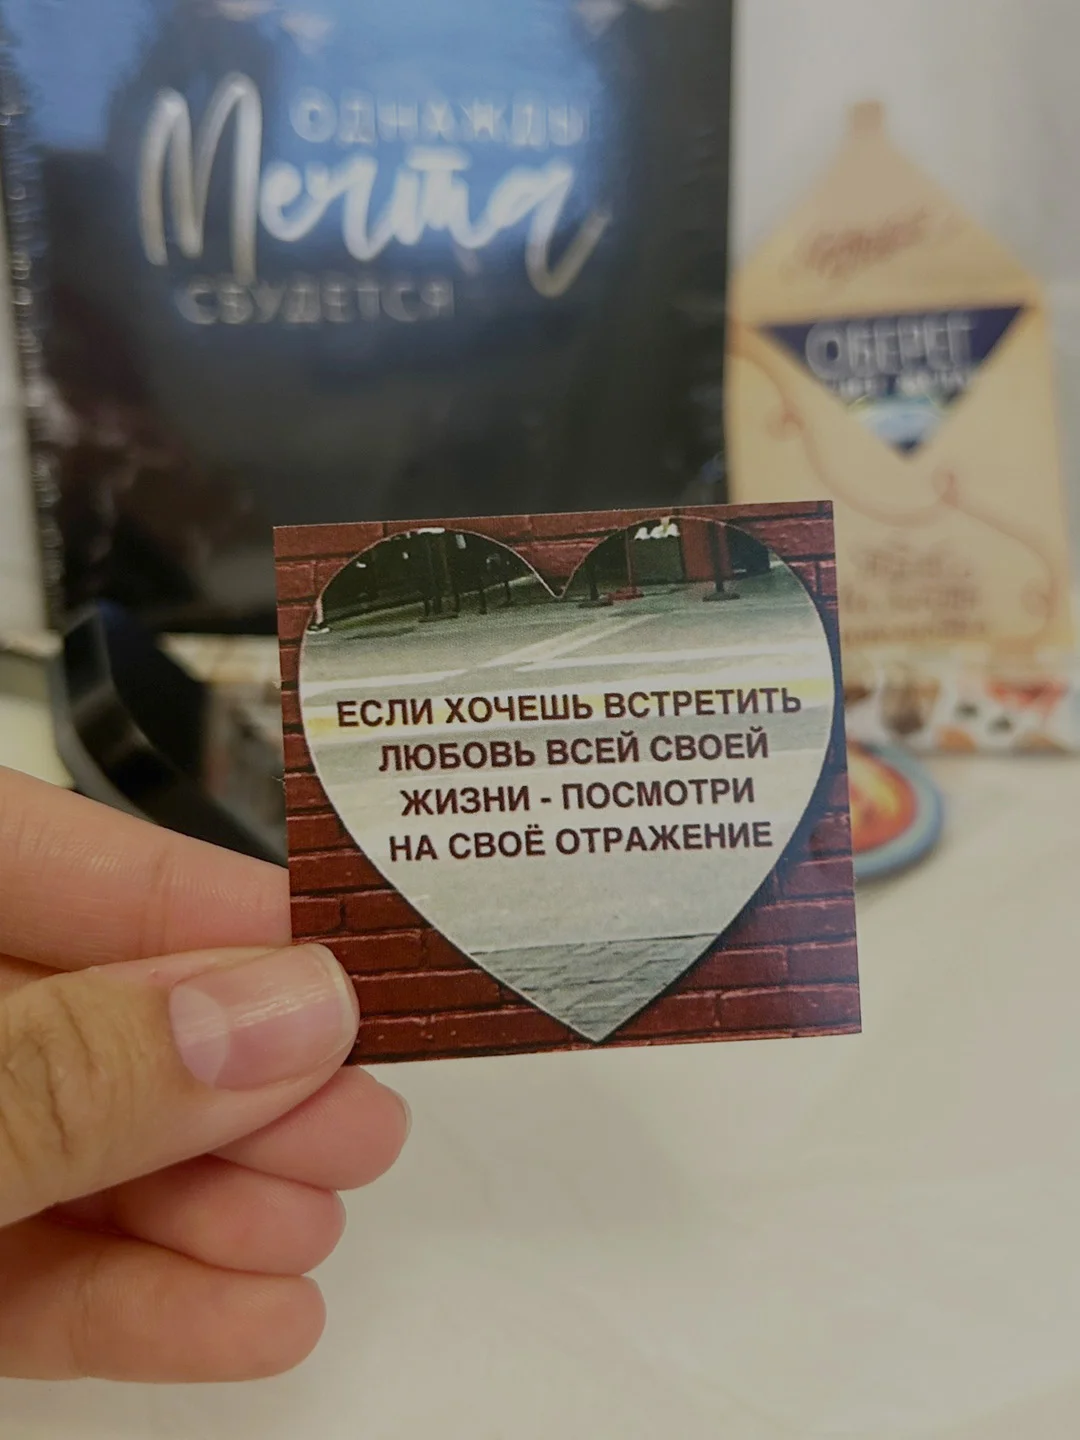 ОДНАЖДЫ
Мечта
СБУДЕТСЯ
ОБЕРЕГ
ЕСЛИ ХОЧЕШЬ ВСТРЕТИТЬ
ЛЮБОВЬ ВСЕЙ СВОЕЙ
ЖИЗНИ - ПОСМОТРИ
НА СВОЁ ОТРАЖЕНИЕ